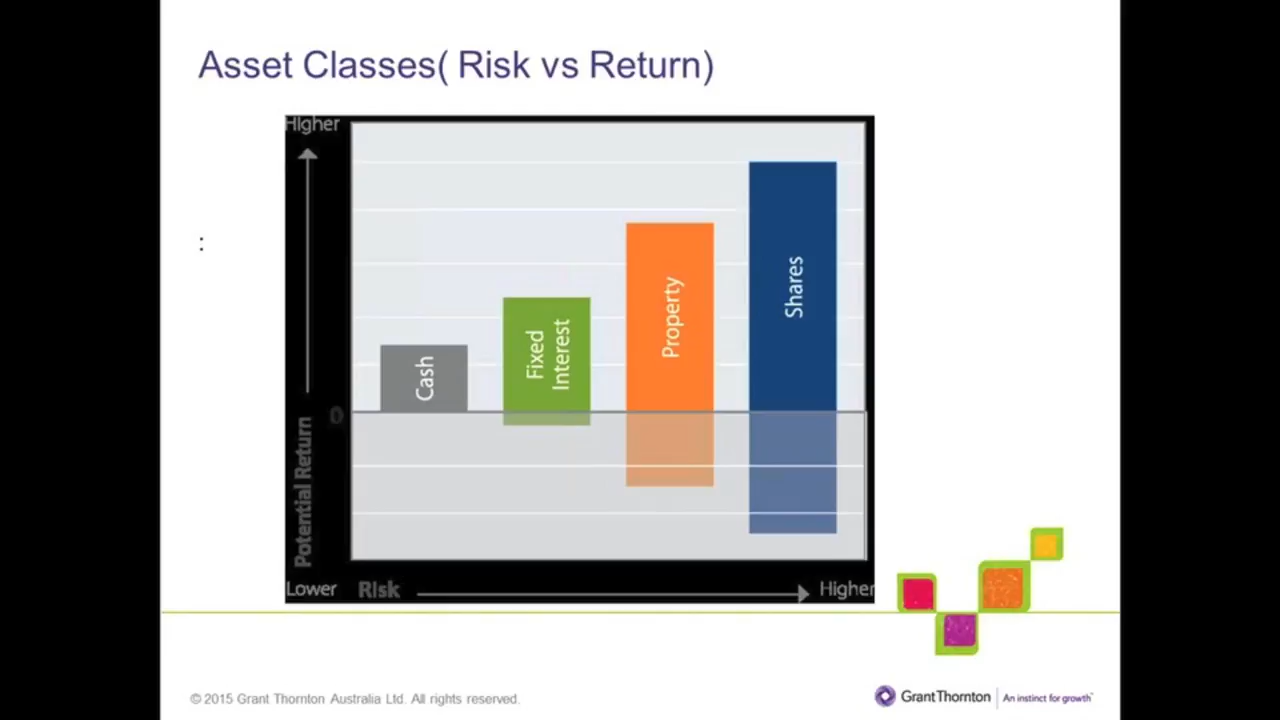 Asset Classes( Risk vs Return)
Higher
:
Shares
Property
Fixed
Interest
Cash
0
Potential Return
Lower
Risk
Higher
© 2015 Grant Thornton Australia Ltd. All rights reserved.
GrantThornton
An instinct for growth™